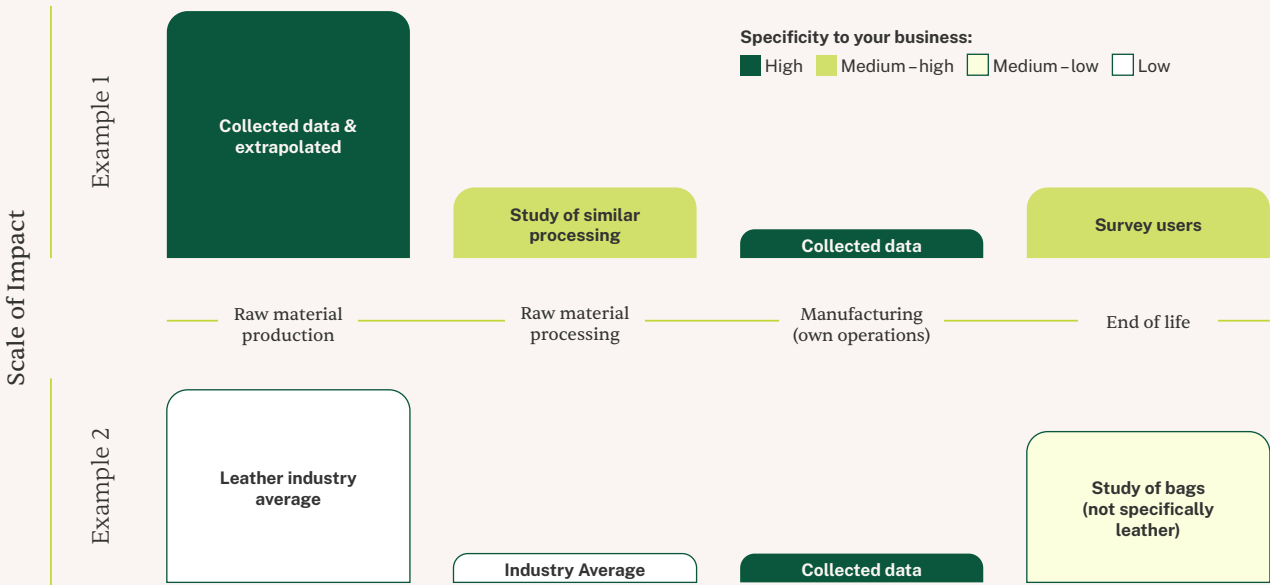 Specificity to your business:
High Medium – high Medium – low Low
Scale of Impact
Example 1
Collected data &
extrapolated
Study of similar
processing
Collected data
Survey users
Raw material
production
Raw material
processing
Manufacturing
(own operations)
End of life
Example 2
Leather industry
average
Industry Average
Collected data
Study of bags
(not specifically
leather)